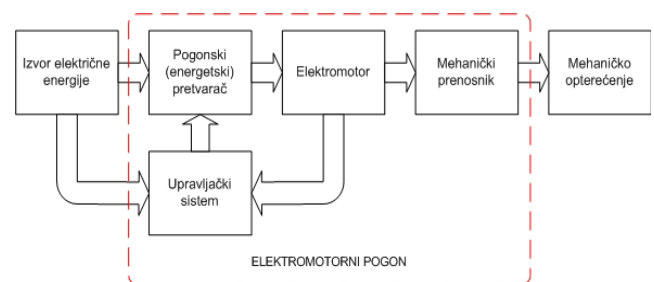 Izvor električne
energije
Pogonski
(energetski)
pretvarač
Elektromotor
Mehanički
prenosnik
Mehaničko
opterećenje
Upravljački
sistem
ELEKTROMOTORNI POGON